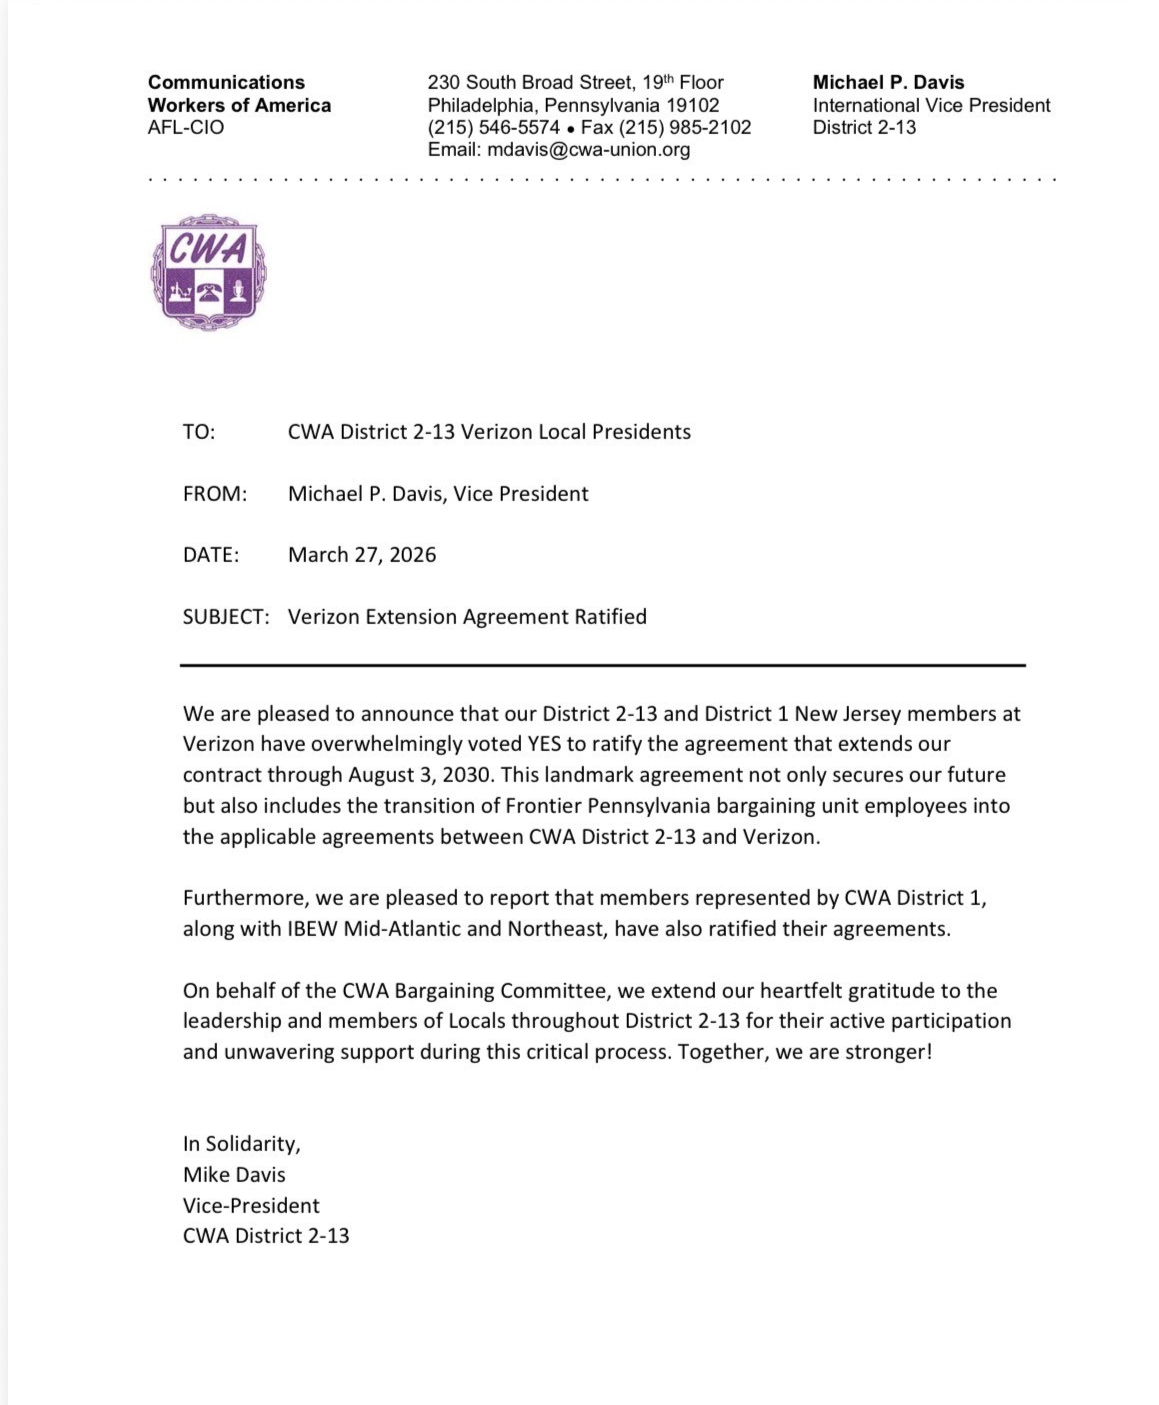 Communications
Workers of America
AFL-CIO
230 South Broad Street, 19th Floor
Philadelphia, Pennsylvania 19102
(215) 546-5574 • Fax (215) 985-2102
Email: mdavis@cwa-union.org
Michael P. Davis
International Vice President
District 2-13
CWA
TO: CWA District 2-13 Verizon Local Presidents
FROM: Michael P. Davis, Vice President
DATE: March 27, 2026
SUBJECT: Verizon Extension Agreement Ratified
We are pleased to announce that our District 2-13 and District 1 New Jersey members at
Verizon have overwhelmingly voted YES to ratify the agreement that extends our
contract through August 3, 2030. This landmark agreement not only secures our future
but also includes the transition of Frontier Pennsylvania bargaining unit employees into
the applicable agreements between CWA District 2-13 and Verizon.
Furthermore, we are pleased to report that members represented by CWA District 1,
along with IBEW Mid-Atlantic and Northeast, have also ratified their agreements.
On behalf of the CWA Bargaining Committee, we extend our heartfelt gratitude to the
leadership and members of Locals throughout District 2-13 for their active participation
and unwavering support during this critical process. Together, we are stronger!
In Solidarity,
Mike Davis
Vice-President
CWA District 2-13